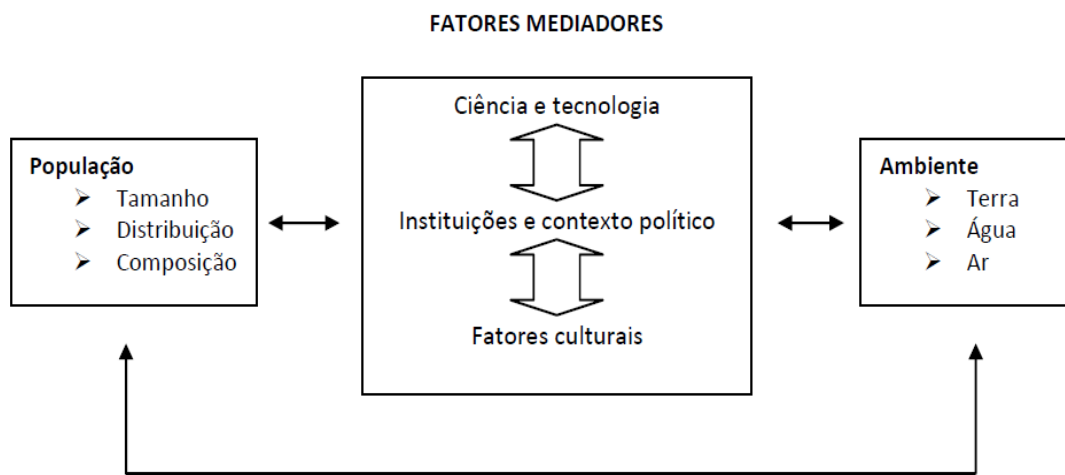 FATORES MEDIADORES
População
Tamanho
Distribuição
Composição
Ciência e tecnologia
Instituições e contexto político
Fatores culturais
Ambiente
Terra
Água
Ar